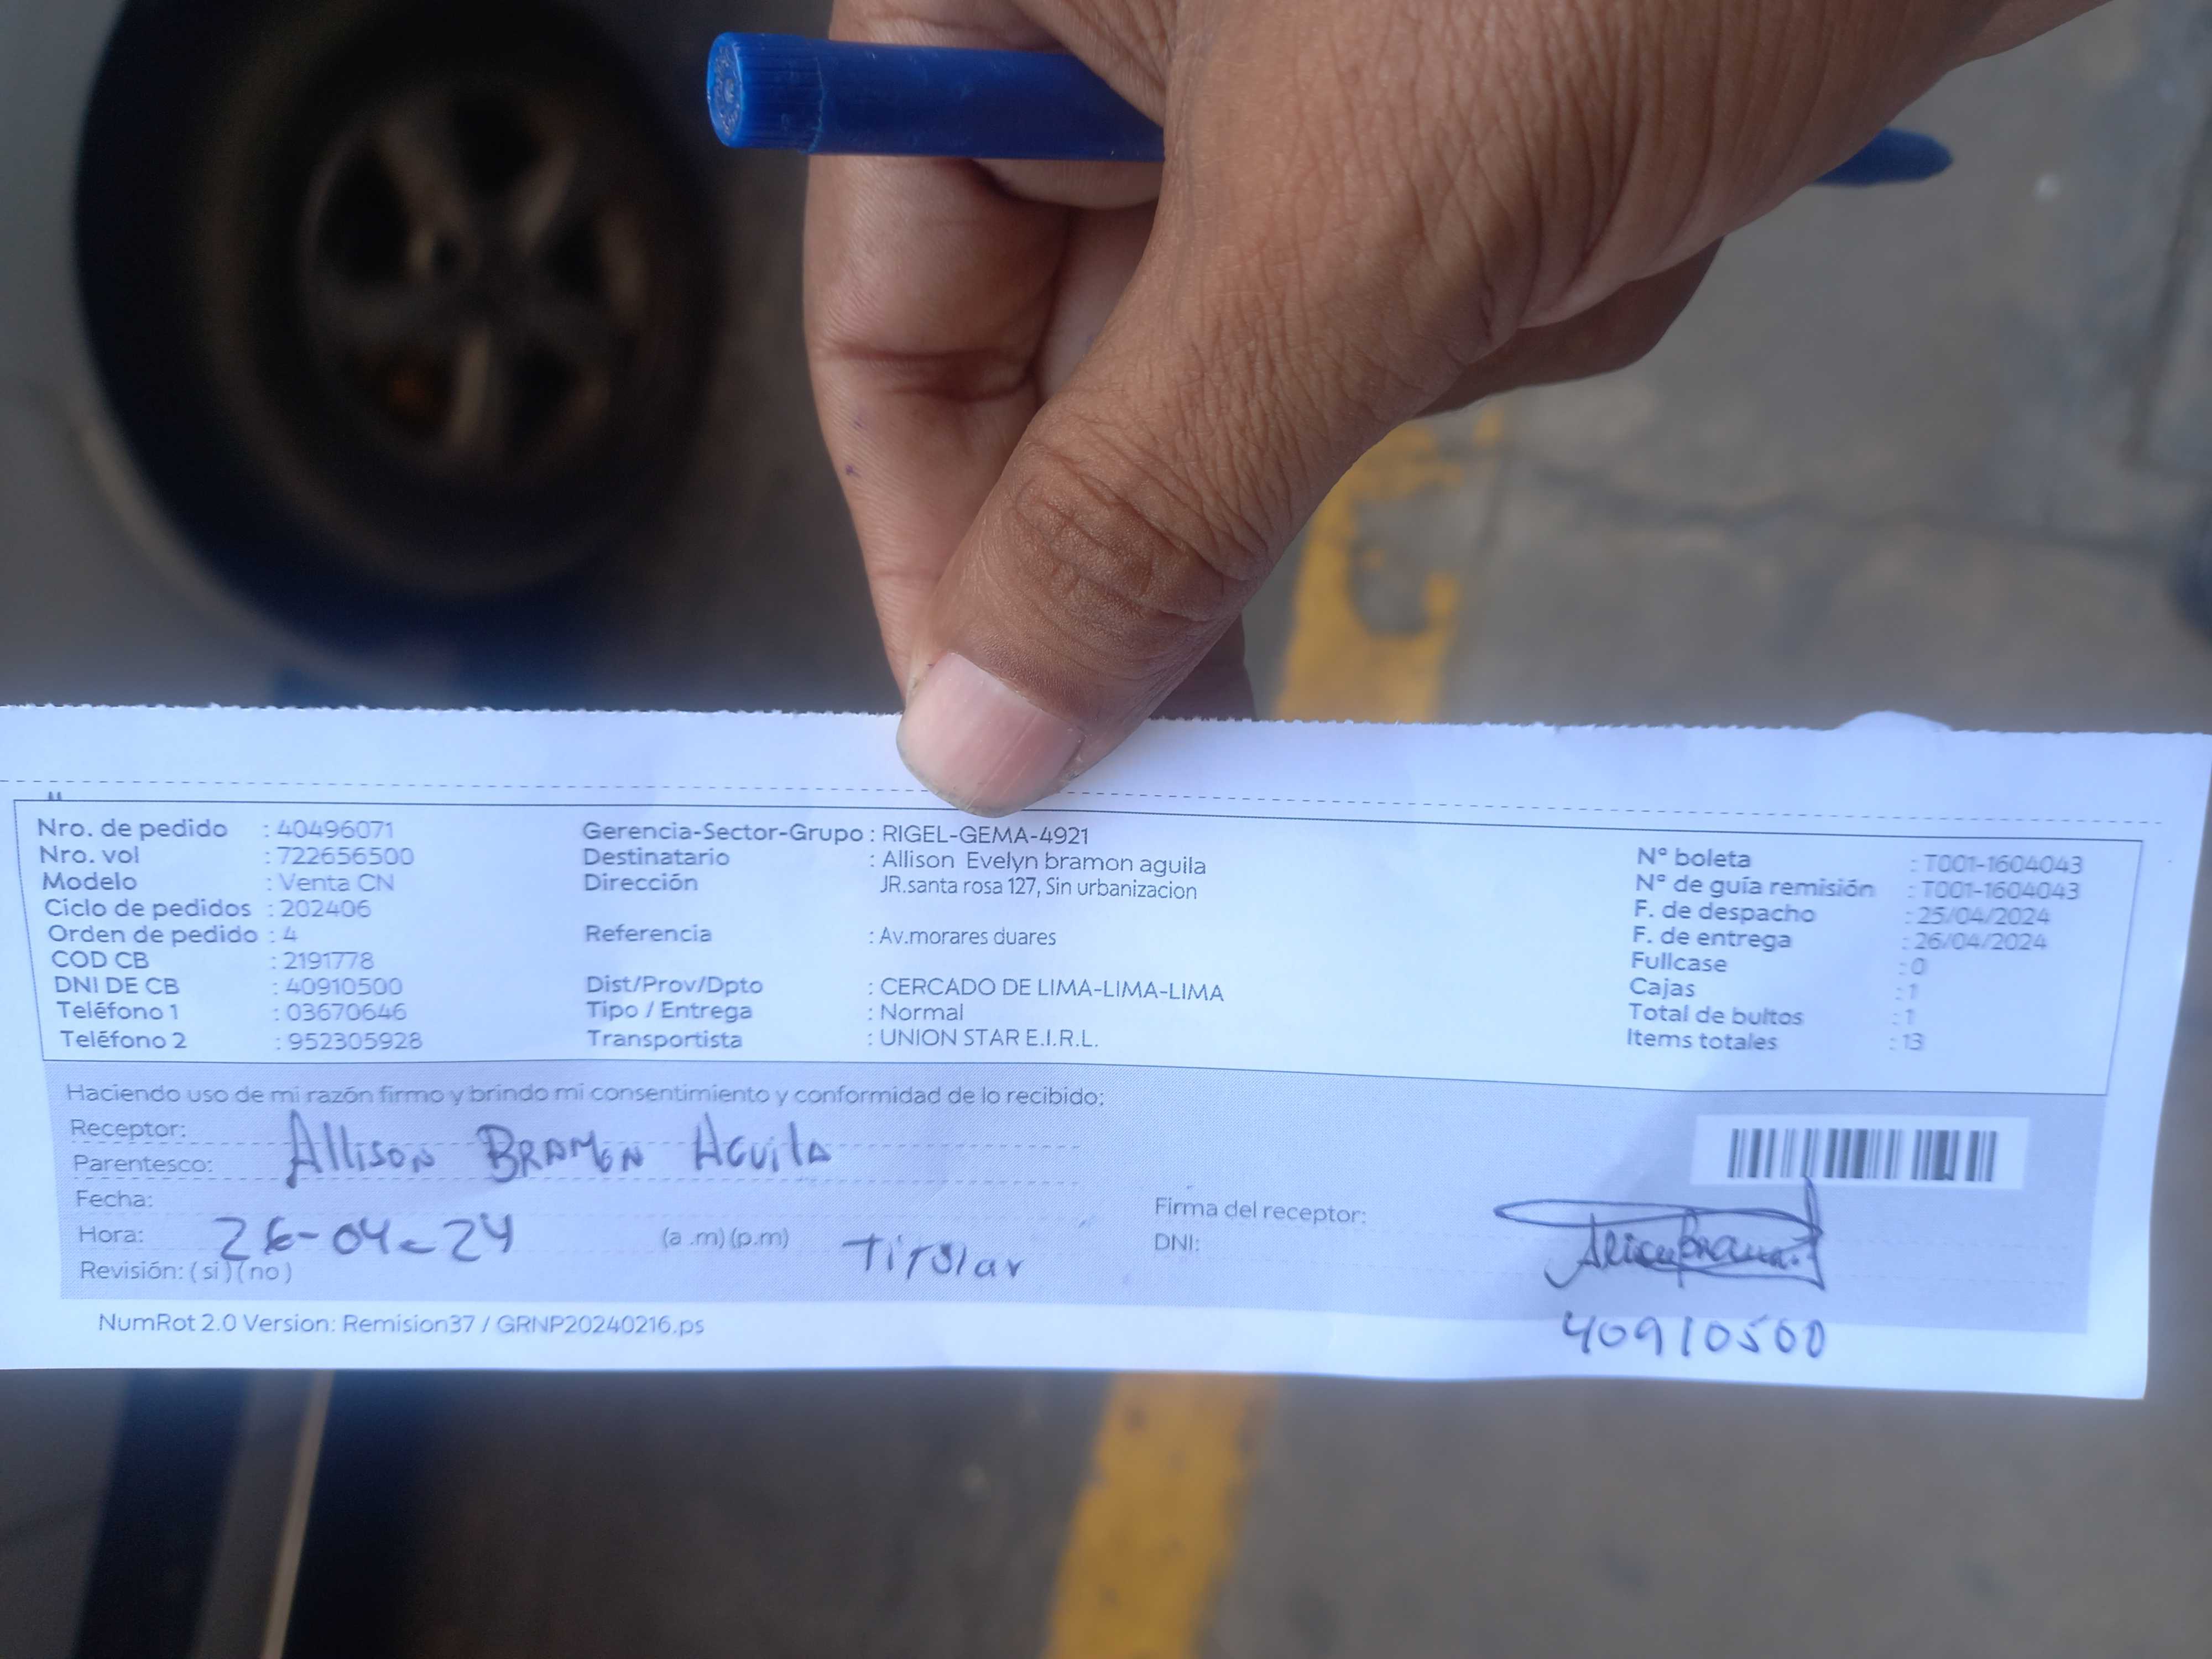 Nro. de pedido : 40496071
Nro. vol : 722656500
Modelo : Venta CN
Ciclo de pedidos : 202406
Orden de pedido : 4
COD CB : 2191778
DNI DE CB : 40910500
Teléfono 1 : 03670646
Teléfono 2 : 952305928
Gerencia-Sector-Grupo : RIGEL-GEMA-4921
Destinatario : Allison Evelyn bramon aguila
Dirección JR.santa rosa 127, Sin urbanizacion
Referencia : Av.morares duares
Dist/Prov/Dpto : CERCADO DE LIMA-LIMA-LIMA
Tipo / Entrega : Normal
Transportista : UNION STAR E.I.R.L.
N° boleta : T001-1604043
N° de guía remisión : T001-1604043
F. de despacho : 25/04/2024
F. de entrega : 26/04/2024
Fullcase : 0
Cajas : 1
Total de bultos : 1
Items totales : 13
Haciendo uso de mi razón firmo y brindo mi consentimiento y conformidad de lo recibido:
Receptor:
Allison BRAMON AGUILA
Parentesco:
Fecha:
Hora: 26-04-24 (a .m) (p.m) TiTular
Revisión: ( si ) ( no )
Firma del receptor:
DNI:
40910500
NumRot 2.0 Version: Remision37 / GRNP20240216.ps